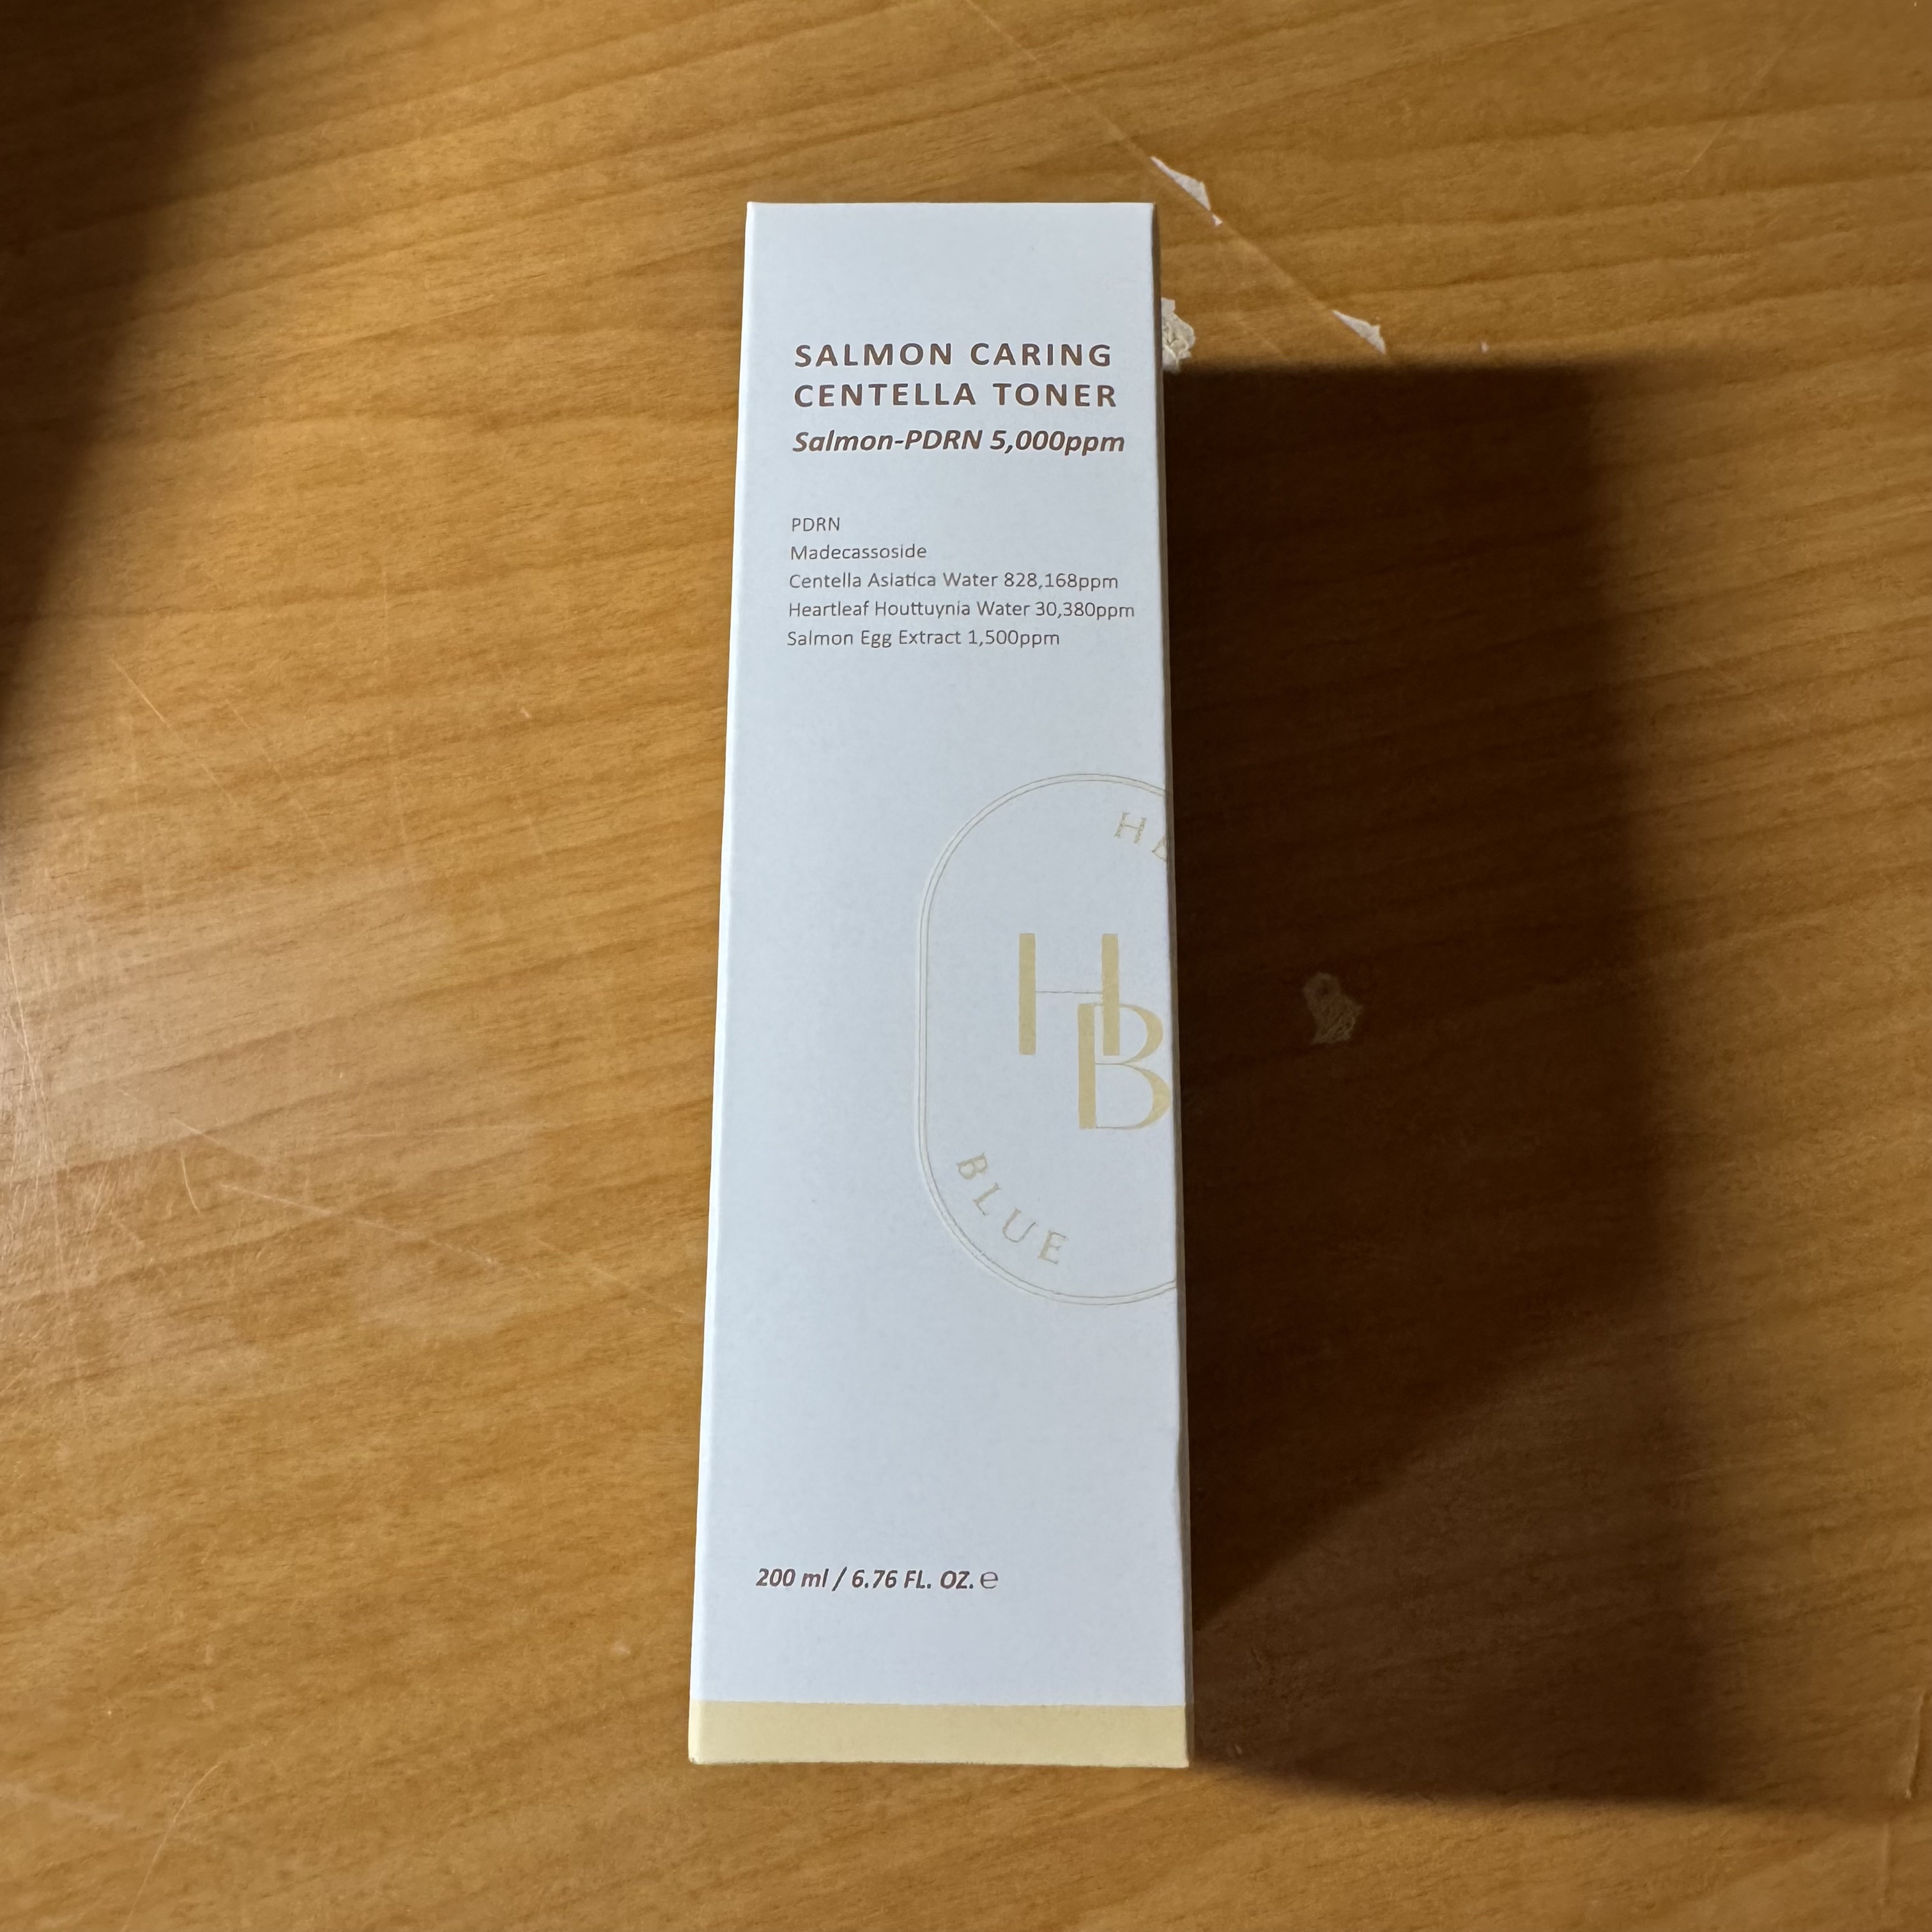 SALMON CARING
CENTELLA TONER
Salmon-PDRN 5,000ppm
PDRN
Madecassoside
Centella Asiatica Water 828,168ppm
Heartleaf Houttuynia Water 30,380ppm
Salmon Egg Extract 1,500ppm
HB
BLUE
200 ml / 6.76 FL. OZ. ℮